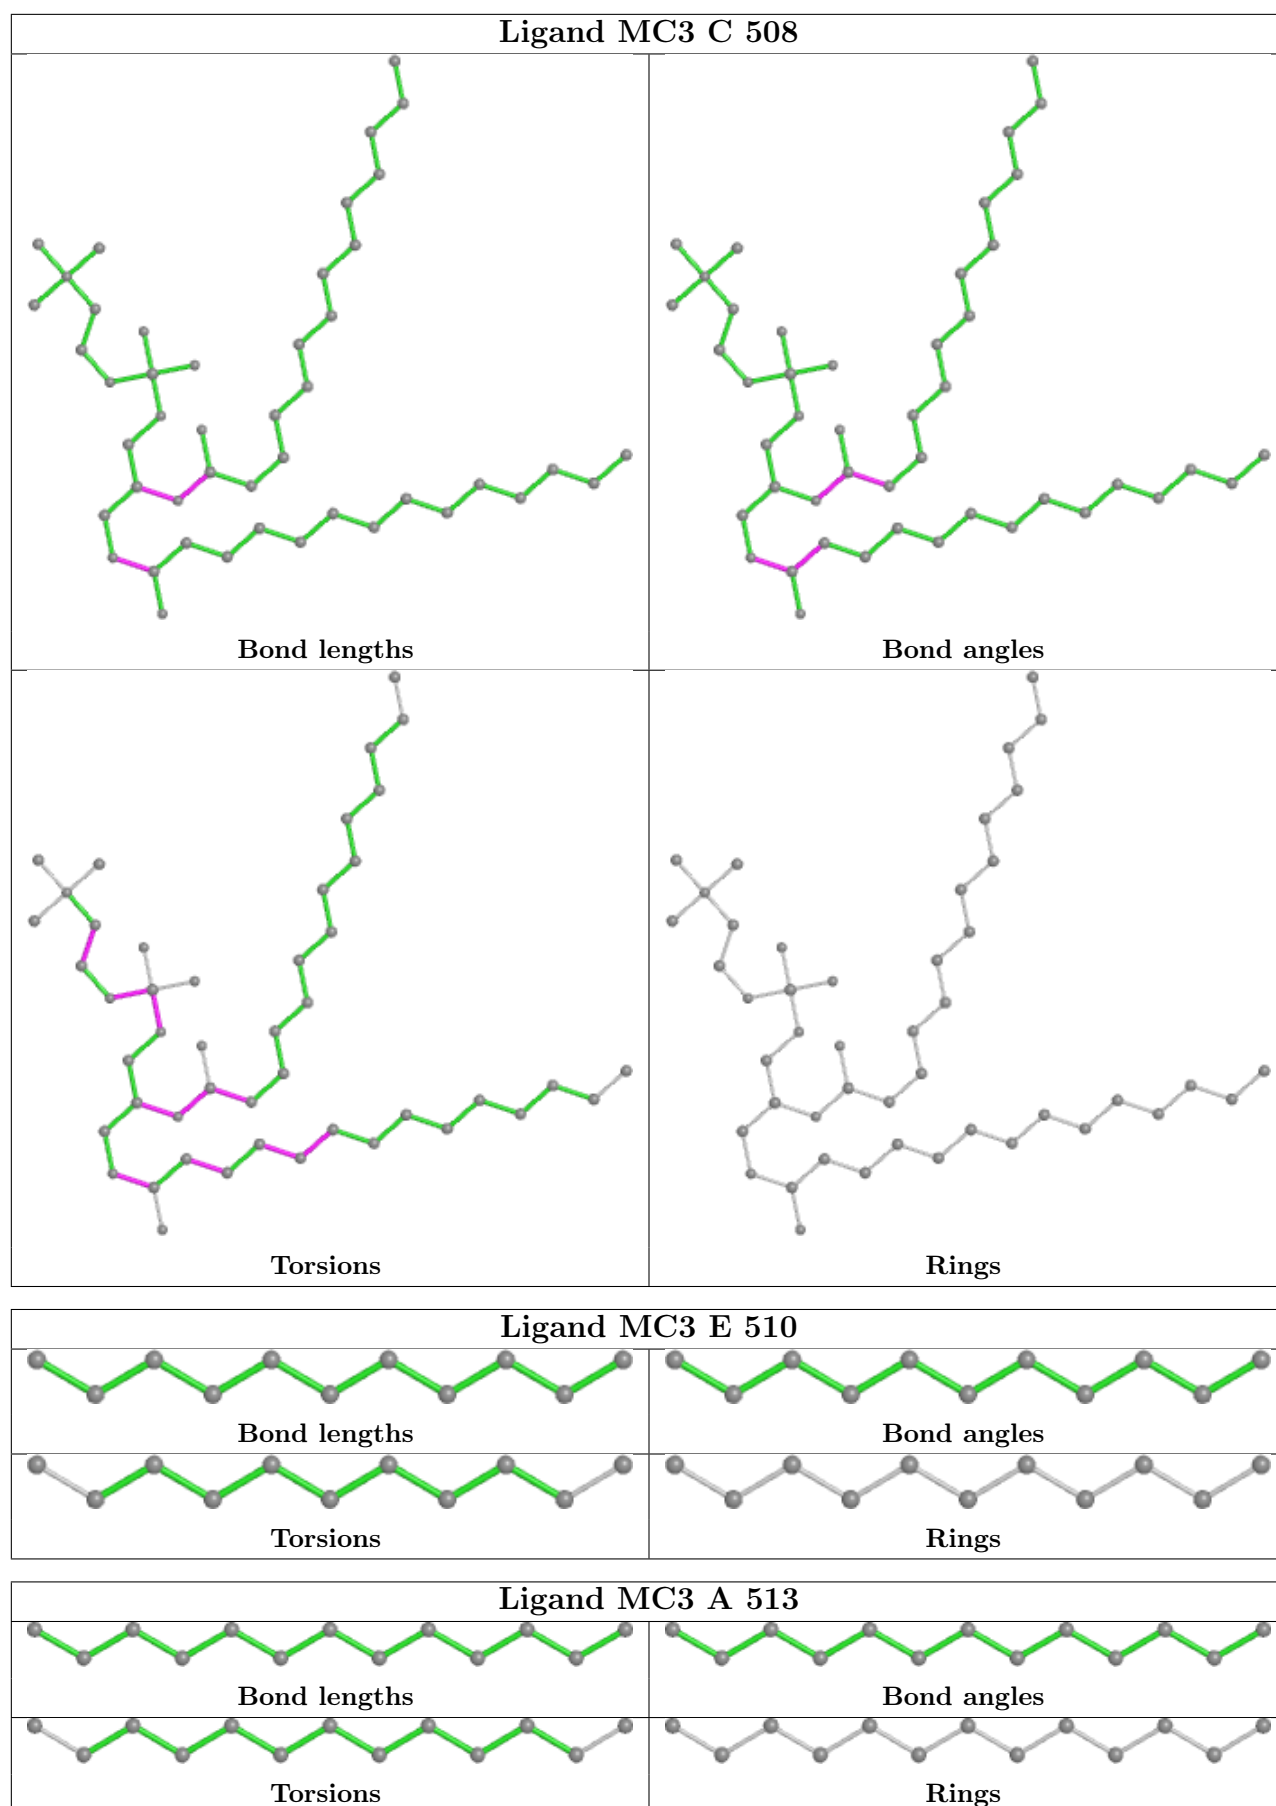 Ligand MC3 C 508
Bond lengths
Bond angles
Torsions
Rings
Ligand MC3 E 510
Bond lengths
Bond angles
Torsions
Rings
Ligand MC3 A 513
Bond lengths
Bond angles
Torsions
Rings